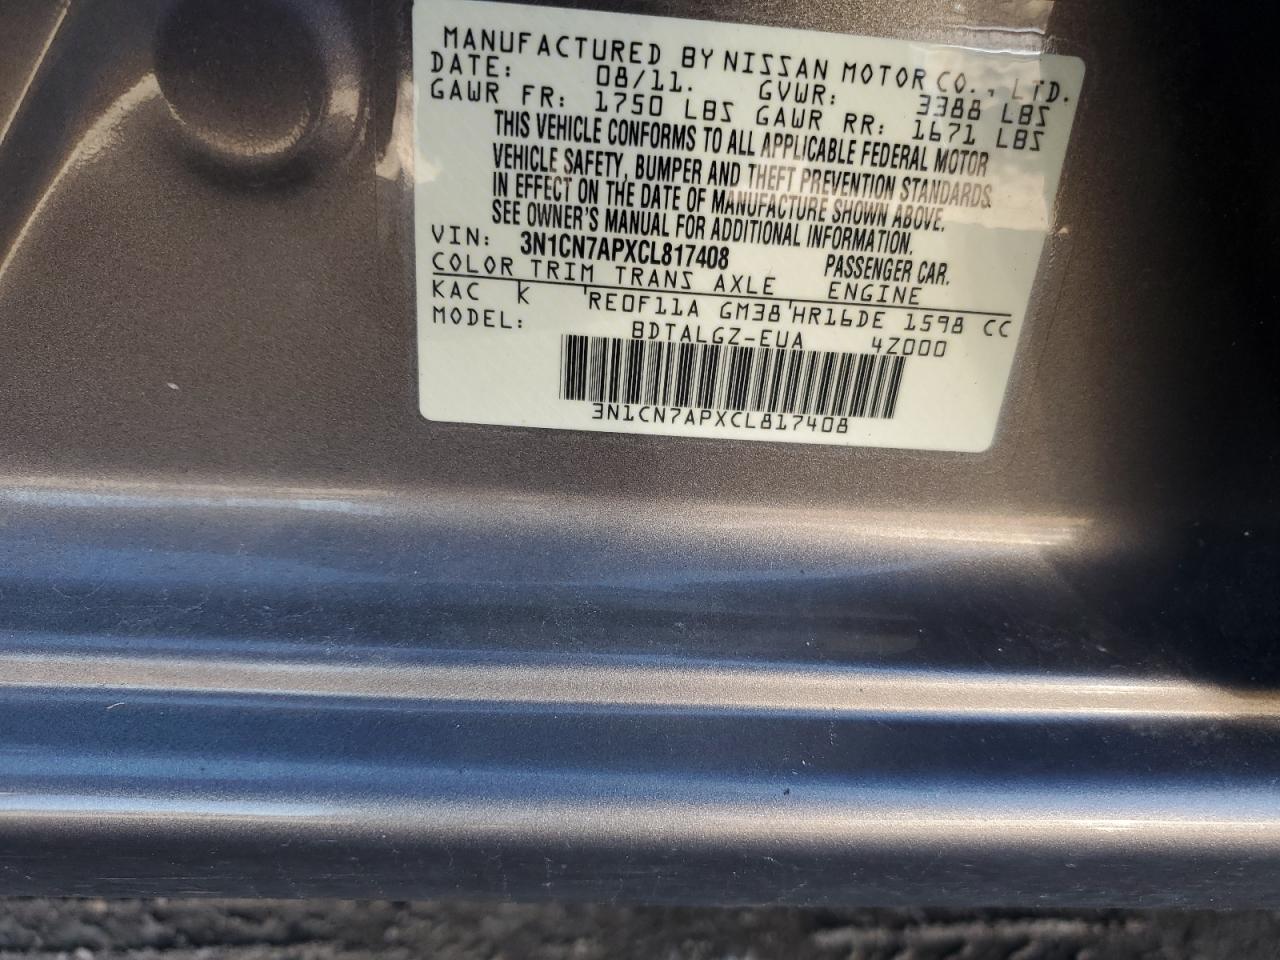 MANUFACTURED BY NISSAN MOTOR CO., LTD.
DATE: 08/11. GVWR: 3388 LBS
GAWR FR: 1750 LBS GAWR RR: 1671 LBS
THIS VEHICLE CONFORMS TO ALL APPLICABLE FEDERAL MOTOR
VEHICLE SAFETY, BUMPER AND THEFT PREVENTION STANDARDS
IN EFFECT ON THE DATE OF MANUFACTURE SHOWN ABOVE.
SEE OWNER'S MANUAL FOR ADDITIONAL INFORMATION.
VIN: 3N1CN7APXCL817408 PASSENGER CAR.
COLOR TRIM TRANS AXLE ENGINE
KAC K RE0F11A GM38 HR16DE 1598 CC
MODEL: BDTALGZ-EUA 4Z000
3N1CN7APXCL817408